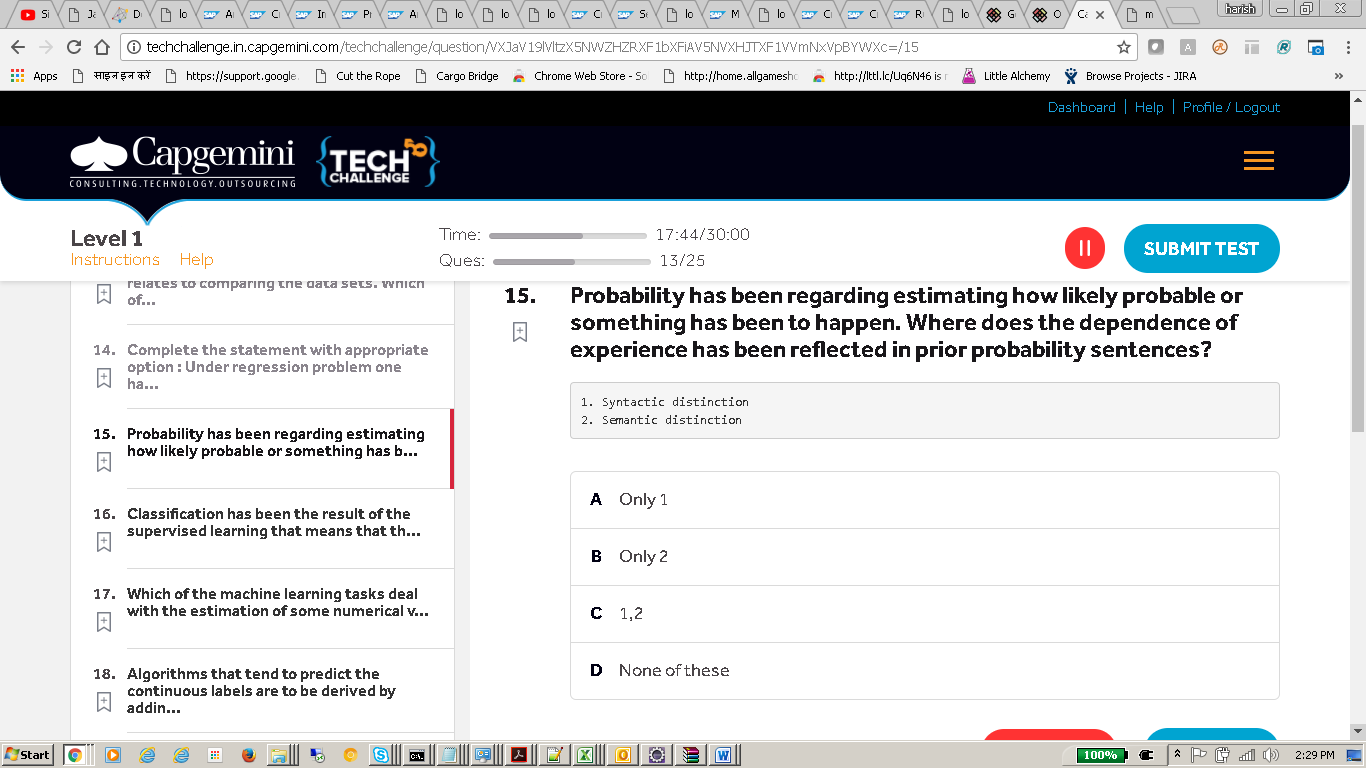 harish
techchallenge.in.capgemini.com/techchallenge/question/
Apps
साइन इन करें
https://support.google.
Cut the Rope
Cargo Bridge
Chrome Web Store - So
http://home.allgamesho
http://lttl.lc/Uq6N46 is r
Little Alchemy
Browse Projects - JIRA
»
Dashboard | Help | Profile / Logout
Capgemini
CONSULTING.TECHNOLOGY.OUTSOURCING
{TECH50
CHALLENGE}
Level 1
Instructions Help
Time: 17:44/30:00
Ques: 13/25
SUBMIT TEST
relates to comparing the data sets. Which
of...
14. Complete the statement with appropriate
option : Under regression problem one
ha...
15. Probability has been regarding estimating
how likely probable or something has b...
16. Classification has been the result of the
supervised learning that means that th...
17. Which of the machine learning tasks deal
with the estimation of some numerical v...
18. Algorithms that tend to predict the
continuous labels are to be derived by
addin...
15. Probability has been regarding estimating how likely probable or
something has been to happen. Where does the dependence of
experience has been reflected in prior probability sentences?
1. Syntactic distinction
2. Semantic distinction
A Only 1
B Only 2
C 1,2
D None of these
Start
100%
2:29 PM